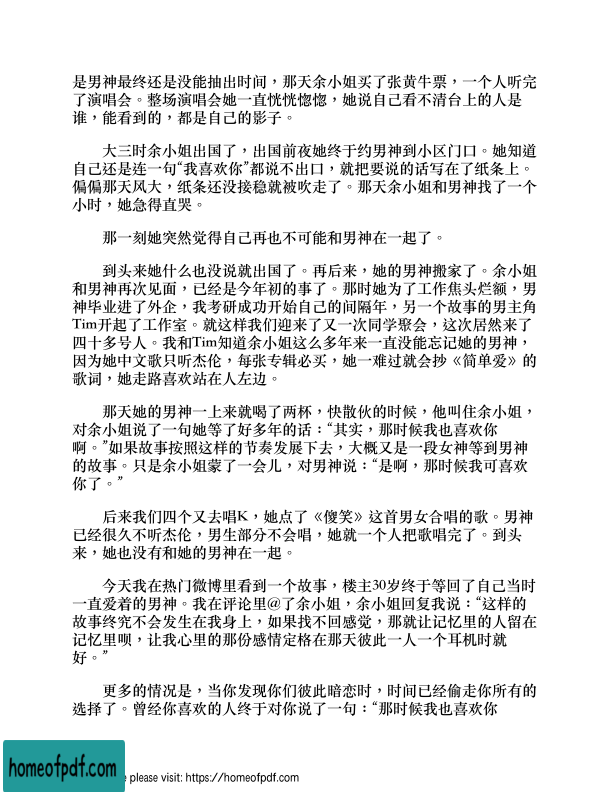 是男神最终还是没能抽出时间，那天余小姐买了张黄牛票，一个人听完
了演唱会。整场演唱会她一直恍恍惚惚，她说自己看不清台上的人是
谁，能看到的，都是自己的影子。
大三时余小姐出国了，出国前夜她终于约男神到小区门口。她知道
自己还是连一句“我喜欢你”都说不出口，就把要说的话写在了纸条上。
偏偏那天风大，纸条还没接稳就被吹走了。那天余小姐和男神找了一个
小时，她急得直哭。
那一刻她突然觉得自己再也不可能和男神在一起了。
到头来她什么也没说就出国了。再后来，她的男神搬家了。余小姐
和男神再次见面，已经是今年初的事了。那时她为了工作焦头烂额，男
神毕业进了外企，我考研成功开始自己的间隔年，另一个故事的男主角
Tim开起了工作室。就这样我们迎来了又一次同学聚会，这次居然来了
四十多号人。我和Tim知道余小姐这么多年来一直没能忘记她的男神，
因为她中文歌只听杰伦，每张专辑必买，她一难过就会抄《简单爱》的
歌词，她走路喜欢站在人左边。
那天她的男神一上来就喝了两杯，快散伙的时候，他叫住余小姐，
对余小姐说了一句她等了好多年的话：“其实，那时候我也喜欢你
啊。”如果故事按照这样的节奏发展下去，大概又是一段女神等到男神
的故事。只是余小姐蒙了一会儿，对男神说：“是啊，那时候我可喜欢
你了。”
后来我们四个又去唱K，她点了《傻笑》这首男女合唱的歌。男神
已经很久不听杰伦，男生部分不会唱，她就一个人把歌唱完了。到头
来，她也没有和她的男神在一起。
今天我在热门微博里看到一个故事，楼主30岁终于等回了自己当时
一直爱着的男神。我在评论里@了余小姐，余小姐回复我说：“这样的
故事终究不会发生在我身上，如果找不回感觉，那就让记忆里的人留在
记忆里呗，让我心里的那份感情定格在那天彼此一人一个耳机时就
好。”
更多的情况是，当你发现你们彼此暗恋时，时间已经偷走你所有的
选择了。曾经你喜欢的人终于对你说了一句：“那时候我也喜欢你
homeofpdf.com
e please visit: https://homeofpdf.com